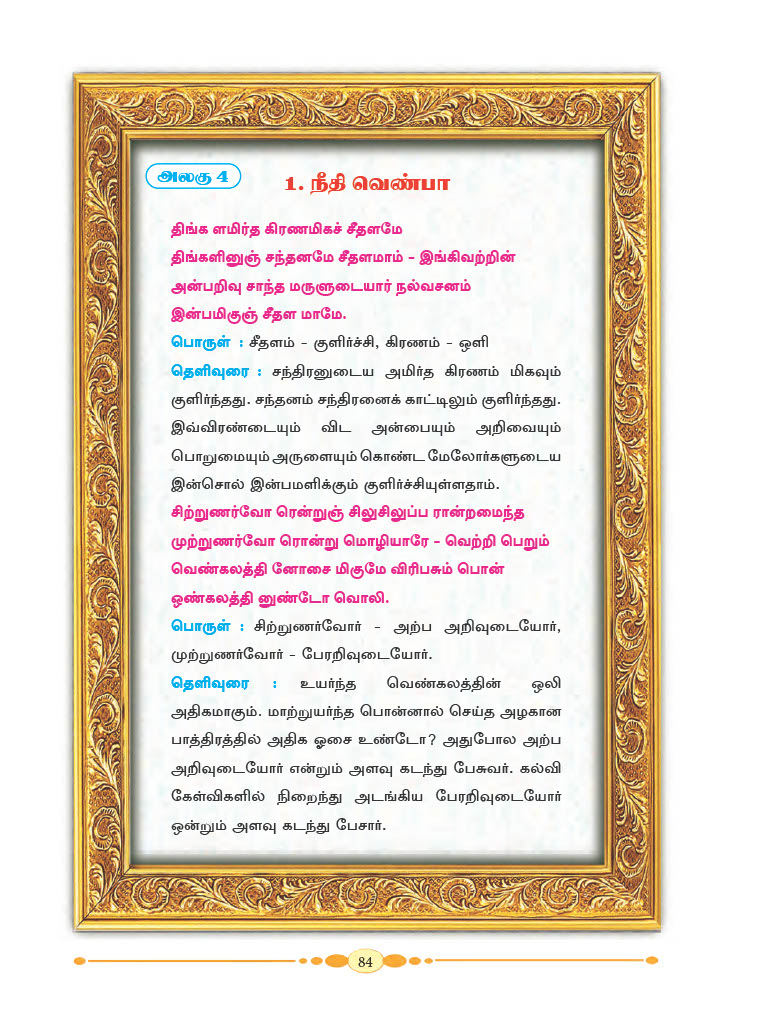 அலகு 4
1. நீதி வெண்பா
திங்க ளமிர்த கிரணமிகச் சீதளமே
திங்களினுஞ் சந்தனமே சீதளமாம் – இங்கிவற்றின்
அன்பறிவு சாந்த மருளுடையார் நல்வசனம்
இன்பமிகுஞ் சீதள மாமே.
பொருள் : சீதளம் – குளிர்ச்சி, கிரணம் – ஒளி
தெளிவுரை : சந்திரனுடைய அமிர்த கிரணம் மிகவும்
குளிர்ந்தது. சந்தனம் சந்திரனைக் காட்டிலும் குளிர்ந்தது.
இவ்விரண்டையும் விட அன்பையும் அறிவையும்
பொறுமையும் அருளையும் கொண்ட மேலோர்களுடைய
இன்சொல் இன்பமளிக்கும் குளிர்ச்சியுள்ளதாம்.
சிற்றுணர்வோ ரென்றுஞ் சிலுசிலுப்ப ரான்றமைந்த
முற்றுணர்வோ ரொன்று மொழியாரே – வெற்றி பெறும்
வெண்கலத்தி னோசை மிகுமே விரிபசும் பொன்
ஒண்கலத்தி னுண்டோ வொலி.
பொருள் : சிற்றுணர்வோர் – அற்ப அறிவுடையோர்,
முற்றுணர்வோர் – பேரறிவுடையோர்.
தெளிவுரை : உயர்ந்த வெண்கலத்தின் ஒலி
அதிகமாகும். மாற்றுயர்ந்த பொன்னால் செய்த அழகான
பாத்திரத்தில் அதிக ஓசை உண்டோ? அதுபோல அற்ப
அறிவுடையோர் என்றும் அளவு கடந்து பேசுவர். கல்வி
கேள்விகளில் நிறைந்து அடங்கிய பேரறிவுடையோர்
ஒன்றும் அளவு கடந்து பேசார்.
84